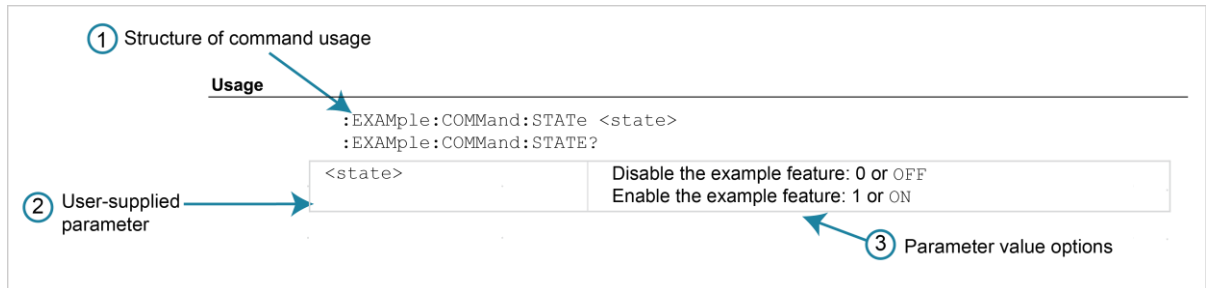 1 Structure of command usage
Usage
:EXAMple:COMMand:STATe <state>
:EXAMple:COMMand:STATE?
<state> Disable the example feature: 0 or OFF
Enable the example feature: 1 or ON
2 User-supplied
parameter
3 Parameter value options